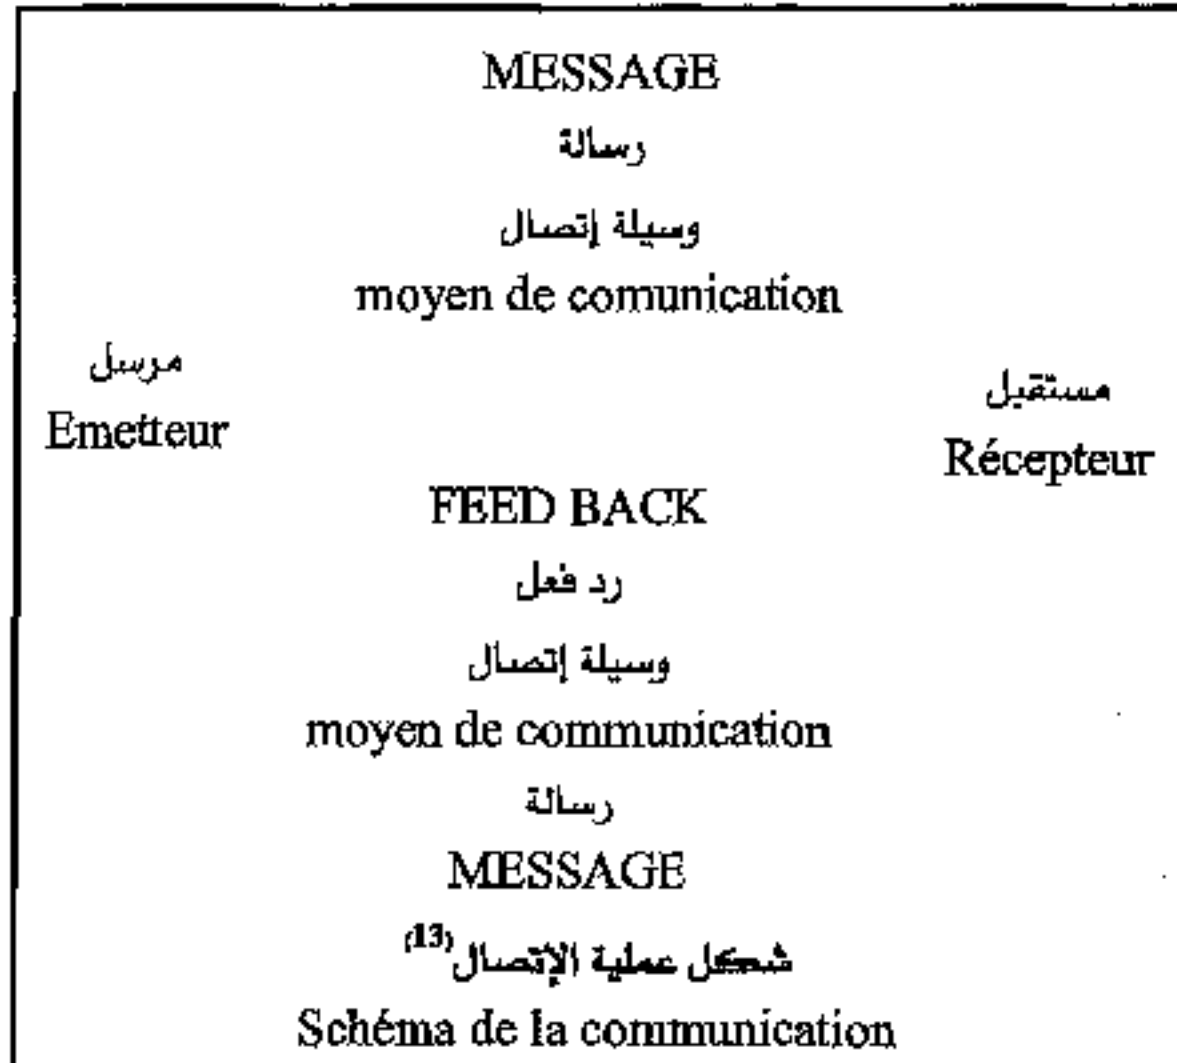 MESSAGE
رسالة
وسيلة إتصال
moyen de comunication
مرسل
Emetteur
مستقبل
Récepteur
FEED BACK
رد فعل
وسيلة إتصال
moyen de communication
رسالة
MESSAGE
شكل عملية الإتصال(13)
Schéma de la communication